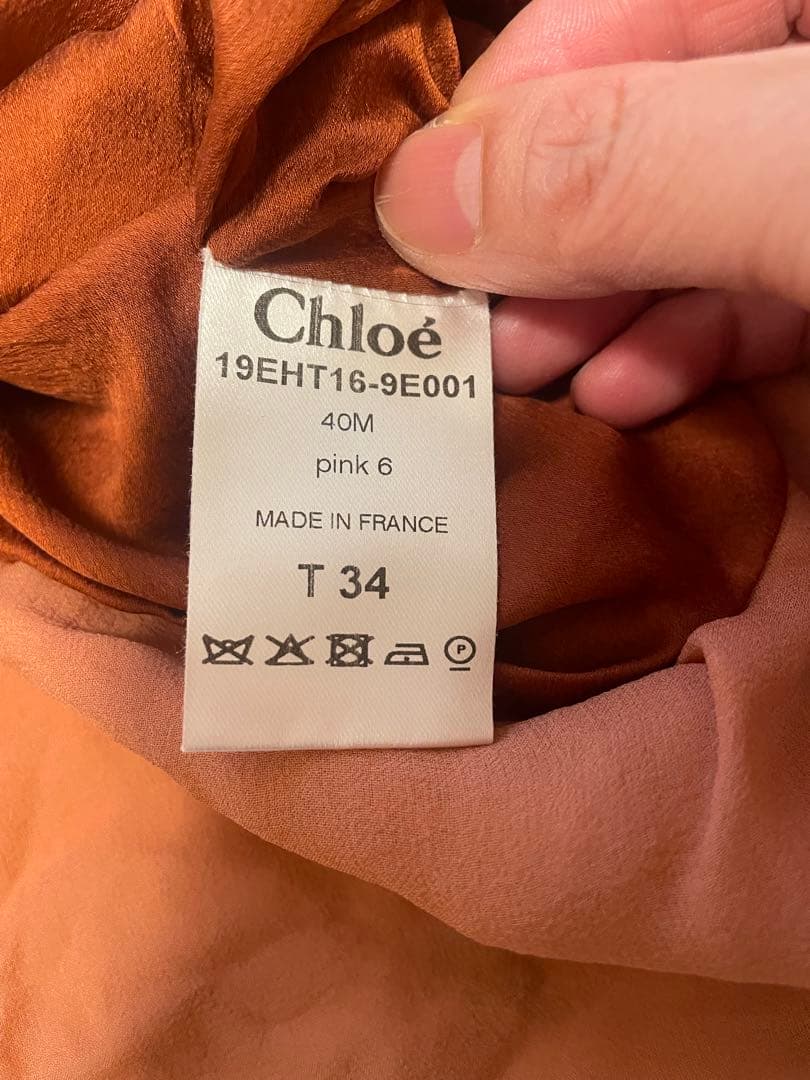 Chloé
19EHT16-9E001
40M
pink 6
MADE IN FRANCE
T 34
P